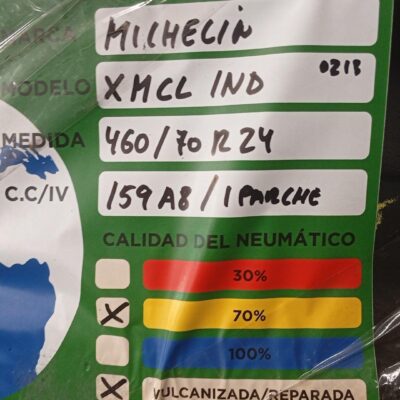 MARCA MICHELIN
MODELO XMCL IND 0218
MEDIDA 460/70 R 24
C.C/IV 159 A8 / 1 PARCHE
CALIDAD DEL NEUMÁTICO
30%
X 70%
100%
X VULCANIZADA/REPARADA